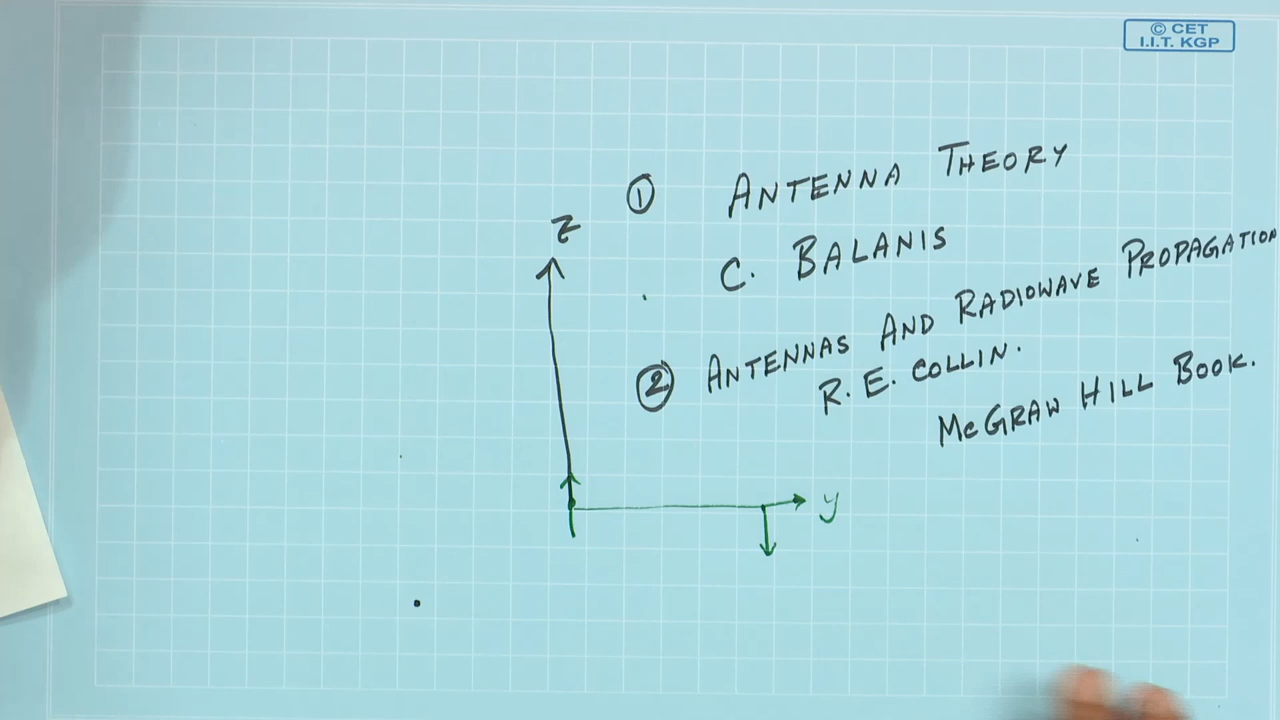 © CET
I.I.T. KGP
① ANTENNA THEORY
C. BALANIS
② ANTENNAS AND RADIOWAVE PROPAGATION
R. E. COLLIN.
McGRAW HILL BOOK.
z
y